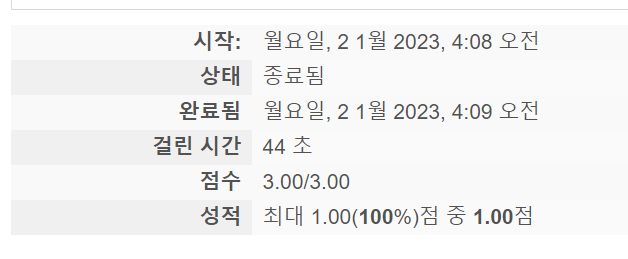 시작: 월요일, 2 1월 2023, 4:08 오전
상태 종료됨
완료됨 월요일, 2 1월 2023, 4:09 오전
걸린 시간 44 초
점수 3.00/3.00
성적 최대 1.00(100%)점 중 1.00점